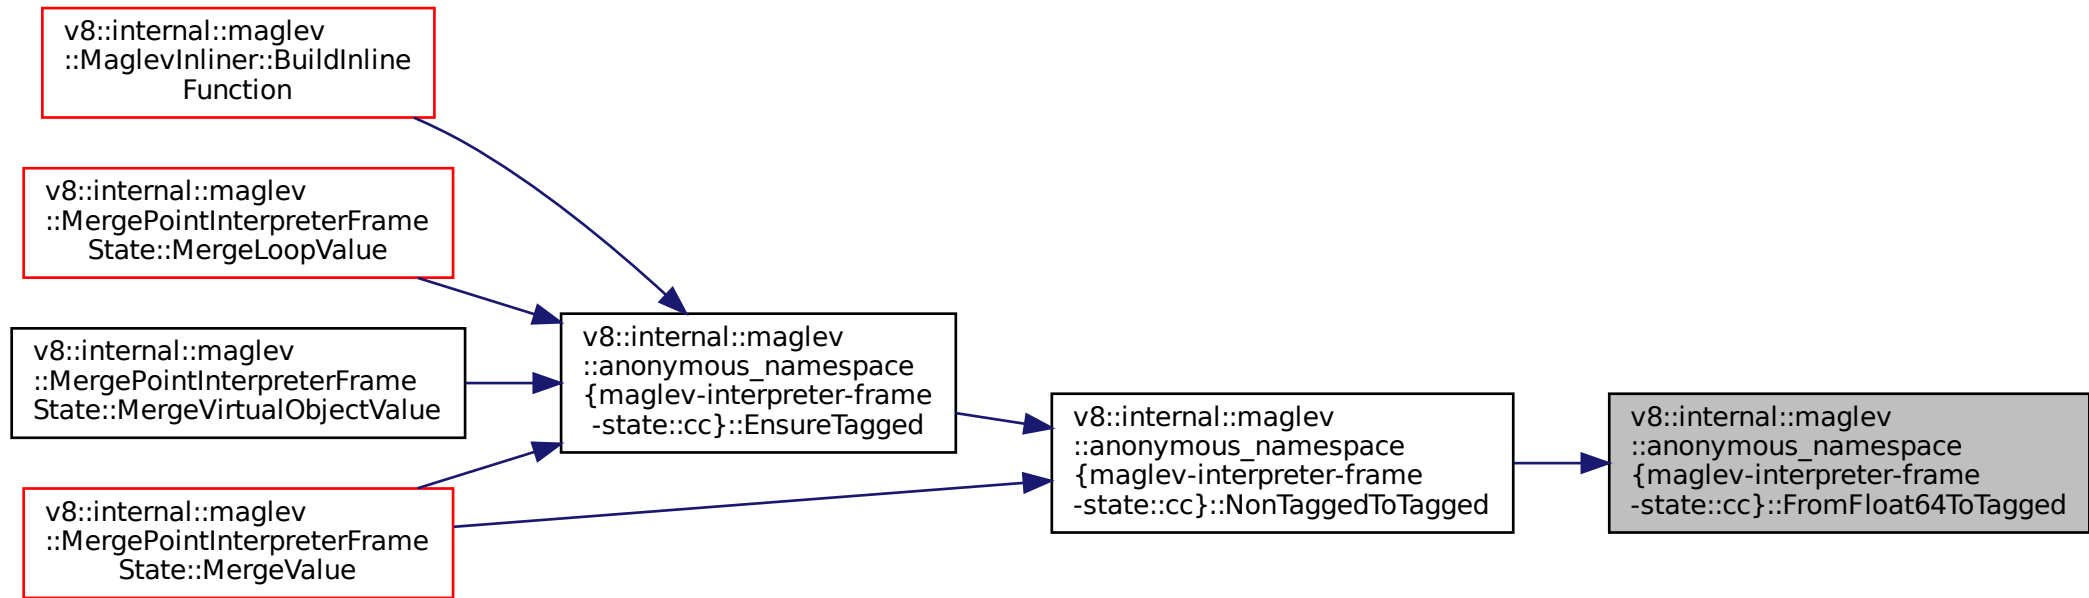 v8::internal::maglev
::MaglevInliner::BuildInline
Function
v8::internal::maglev
::MergePointInterpreterFrame
State::MergeLoopValue
v8::internal::maglev
::MergePointInterpreterFrame
State::MergeVirtualObjectValue
v8::internal::maglev
::MergePointInterpreterFrame
State::MergeValue
v8::internal::maglev
::anonymous_namespace
{maglev-interpreter-frame
-state::cc}::EnsureTagged
v8::internal::maglev
::anonymous_namespace
{maglev-interpreter-frame
-state::cc}::NonTaggedToTagged
v8::internal::maglev
::anonymous_namespace
{maglev-interpreter-frame
-state::cc}::FromFloat64ToTagged